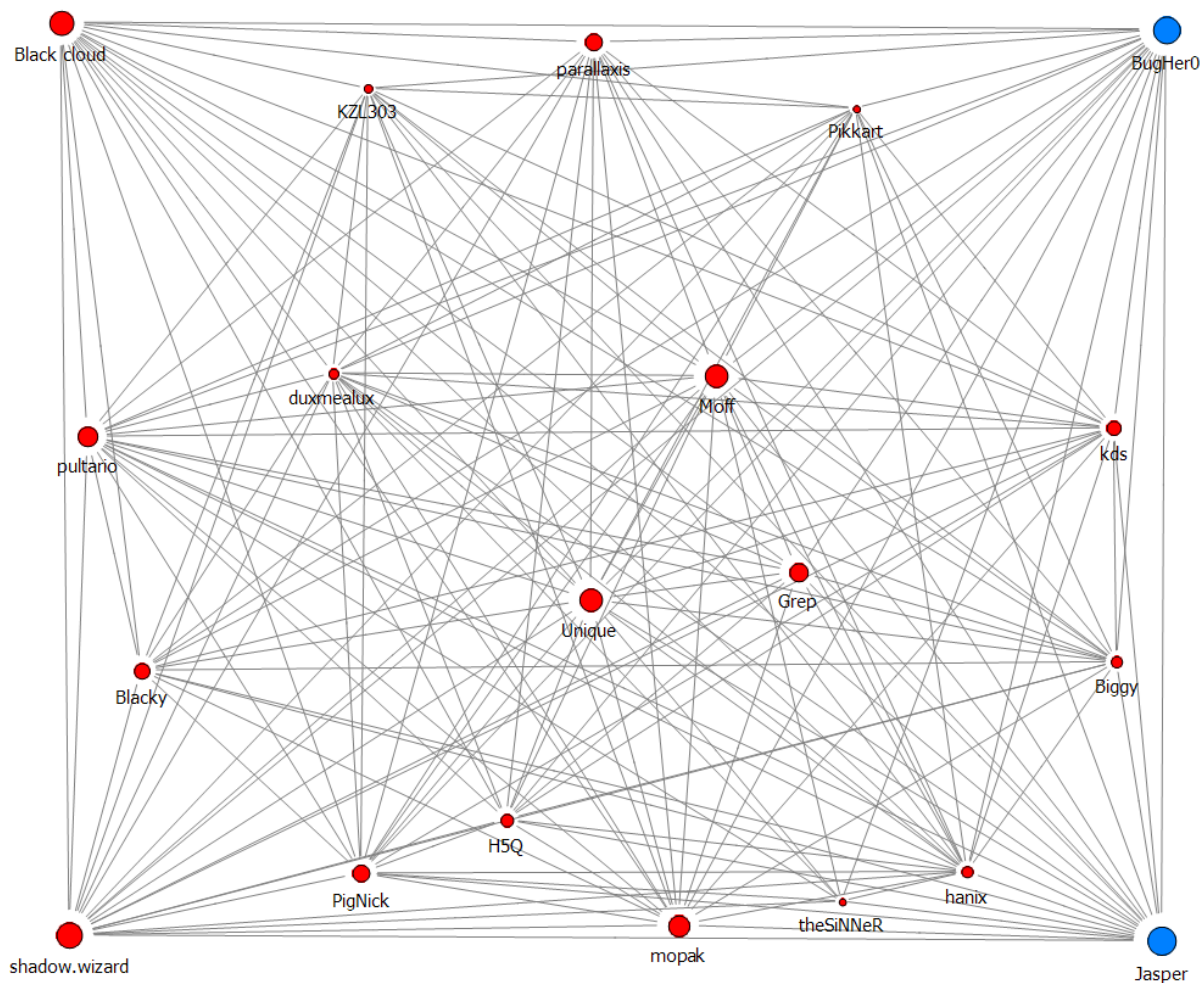 Black cloud
parallaxis
BugHer0
KZL303
Pikkart
duxmealux
Moff
kds
pultario
Grep
Unique
Biggy
Blacky
H5Q
PigNick
hanix
theSiNNeR
mopak
shadow.wizard
Jasper